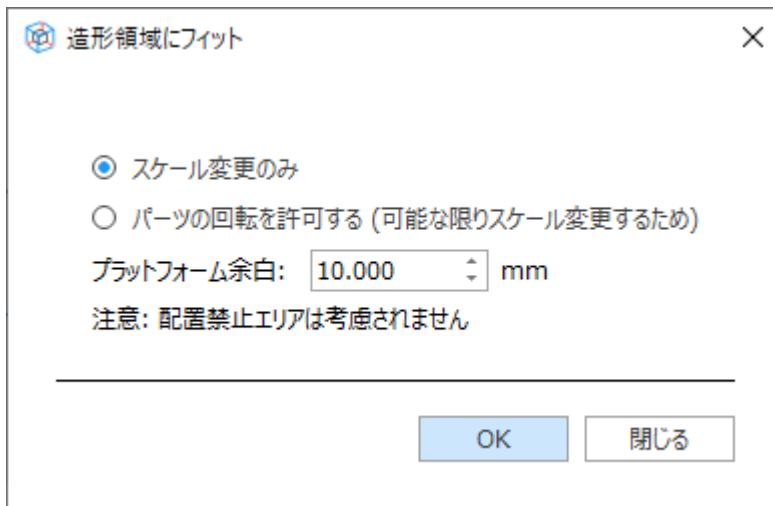 造形領域にフィット
スケール変更のみ
パーツの回転を許可する (可能な限りスケール変更するため)
プラットフォーム余白: 10.000 mm
注意: 配置禁止エリアは考慮されません
OK 閉じる